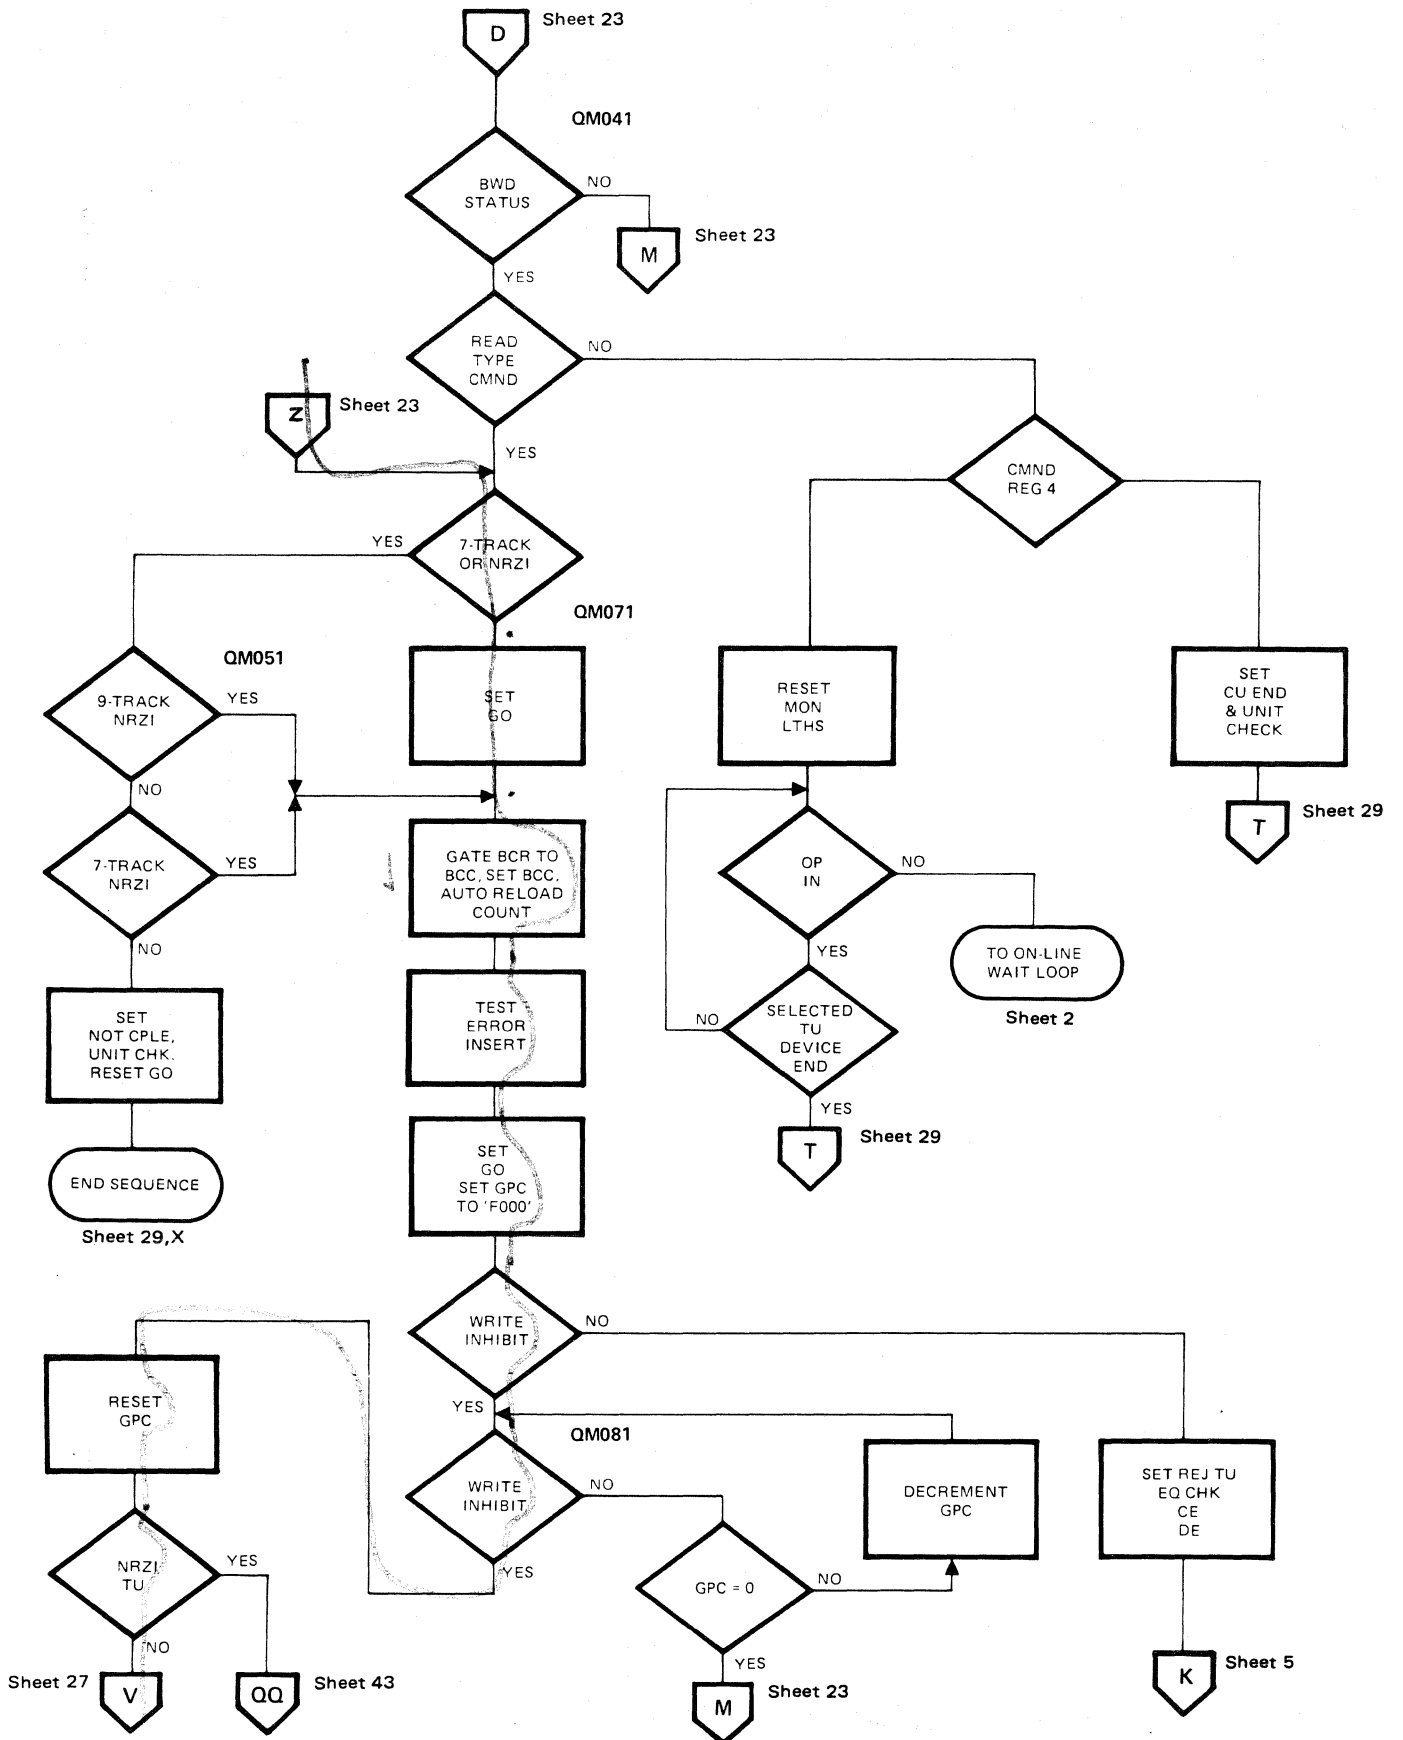 D
Sheet 23
QM041
BWD
STATUS
NO
M
Sheet 23
YES
READ
TYPE
CMND
NO
Z
Sheet 23
YES
CMND
REG 4
7-TRACK
OR NRZI
YES
QM071
QM051
9-TRACK
NRZI
YES
NO
7-TRACK
NRZI
YES
NO
SET
NOT CPLE,
UNIT CHK.
RESET GO
END SEQUENCE
Sheet 29,X
SET
GO
GATE BCR TO
BCC, SET BCC,
AUTO RELOAD
COUNT
TEST
ERROR
INSERT
SET
GO
SET GPC
TO 'F000'
RESET
MON
LTHS
OP
IN
NO
TO ON-LINE
WAIT LOOP
Sheet 2
YES
SELECTED
TU
DEVICE
END
NO
YES
T
Sheet 29
SET
CU END
& UNIT
CHECK
T
Sheet 29
WRITE
INHIBIT
NO
YES
QM081
WRITE
INHIBIT
NO
YES
GPC = 0
NO
YES
M
Sheet 23
DECREMENT
GPC
SET REJ TU
EQ CHK
CE
DE
K
Sheet 5
RESET
GPC
NRZI
TU
YES
NO
Sheet 27
V
QQ
Sheet 43